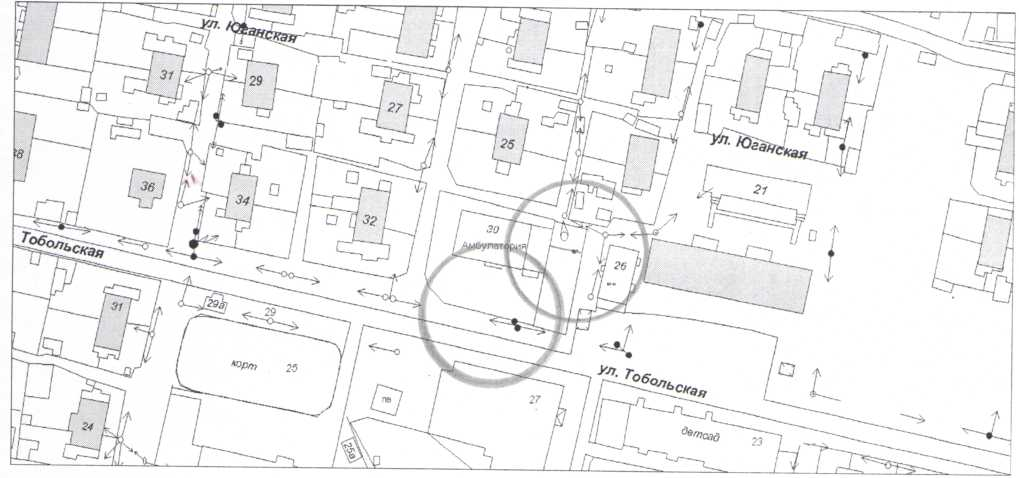 ул. Юганская
31
29
27
25
ул. Юганская
38
36
34
32
21
30
Амбулатория
26
Тобольская
31
29а
29
корт 25
ул. Тобольская
пв
27
24
25а
детсад 23